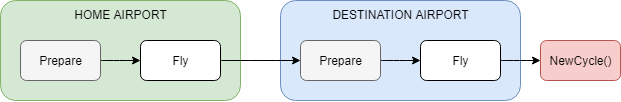 HOME AIRPORT
DESTINATION AIRPORT
Prepare
Fly
Prepare
Fly
NewCycle()